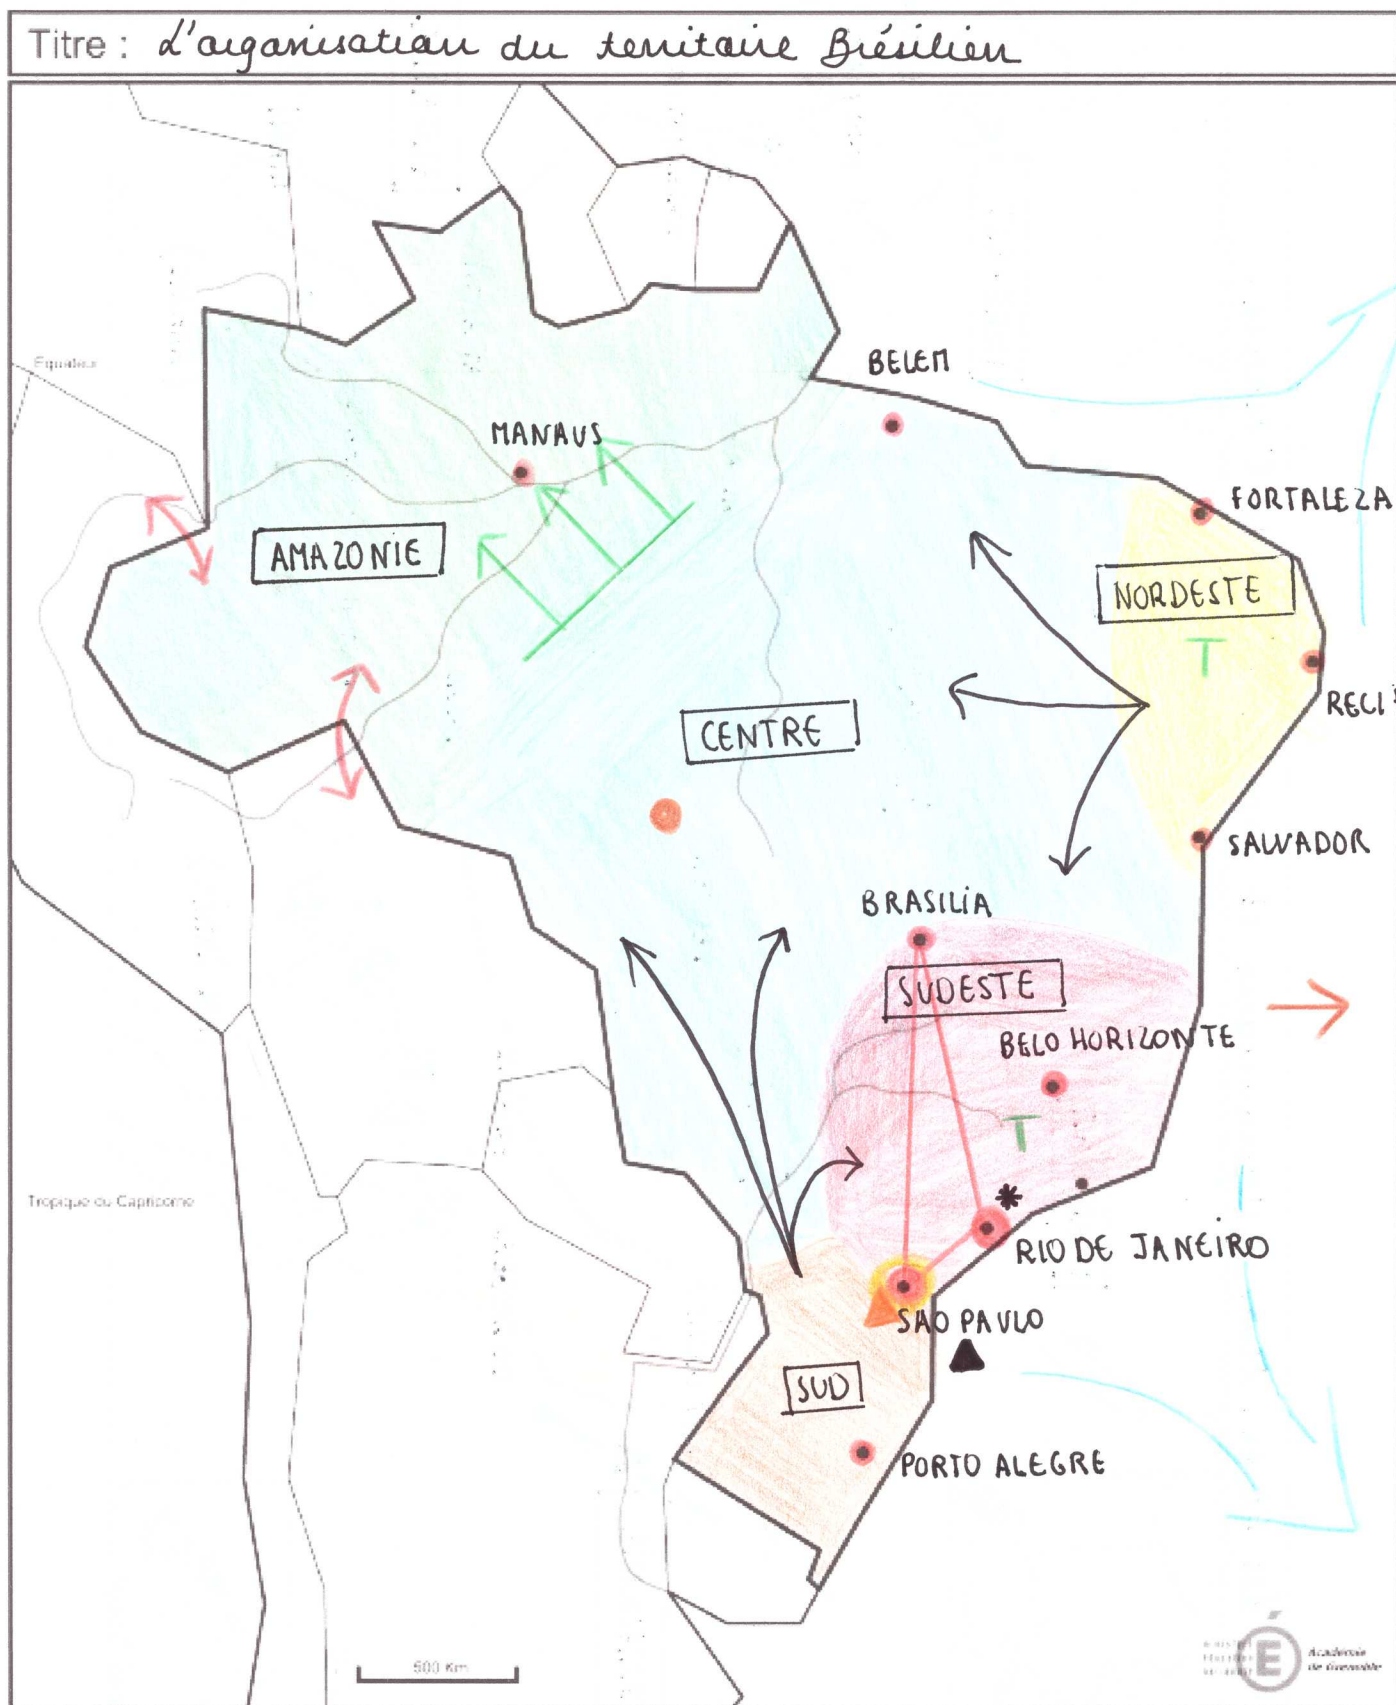 Titre : L'organisation du territoire Brésilien
Equateur
BELEM
MANAUS
FORTALEZA
AMAZONIE
NORDESTE
RECI
CENTRE
SALVADOR
BRASILIA
SUDESTE
BELO HORIZONTE
Tropique du Capricorne
RIO DE JANEIRO
SAO PAULO
SUD
PORTO ALEGRE
500 Km
É
Académie
de Grenoble